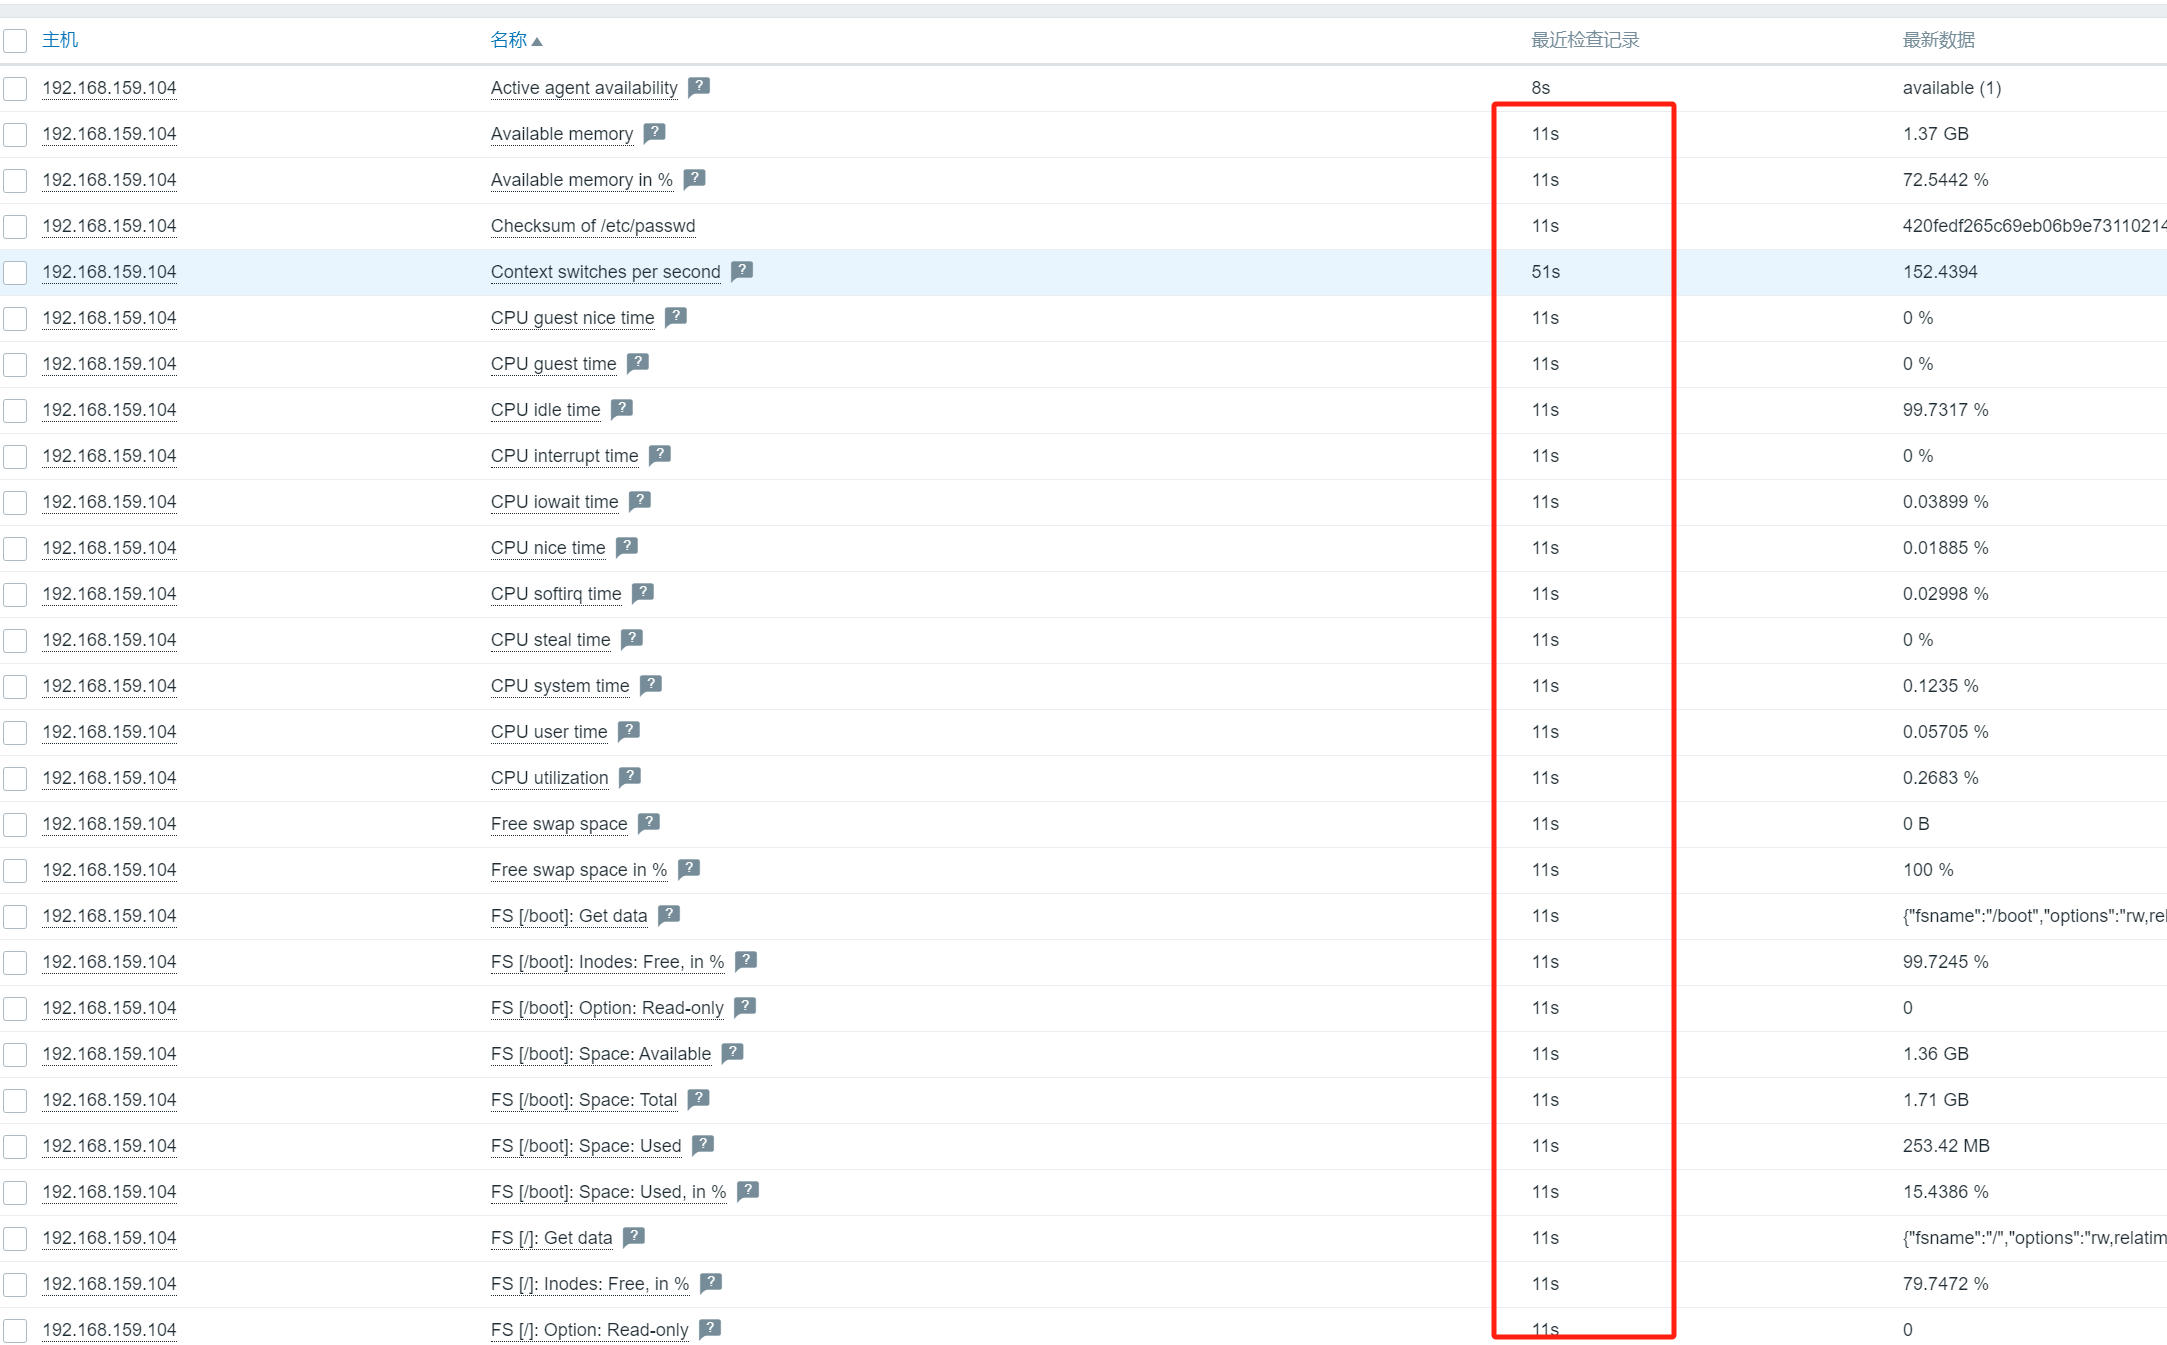 主机 名称 最近检查记录 最新数据
192.168.159.104 Active agent availability ? 8s available (1)
192.168.159.104 Available memory ? 11s 1.37 GB
192.168.159.104 Available memory in % ? 11s 72.5442 %
192.168.159.104 Checksum of /etc/passwd 11s 420fedf265c69eb06b9e73110214
192.168.159.104 Context switches per second ? 51s 152.4394
192.168.159.104 CPU guest nice time ? 11s 0 %
192.168.159.104 CPU guest time ? 11s 0 %
192.168.159.104 CPU idle time ? 11s 99.7317 %
192.168.159.104 CPU interrupt time ? 11s 0 %
192.168.159.104 CPU iowait time ? 11s 0.03899 %
192.168.159.104 CPU nice time ? 11s 0.01885 %
192.168.159.104 CPU softirq time ? 11s 0.02998 %
192.168.159.104 CPU steal time ? 11s 0 %
192.168.159.104 CPU system time ? 11s 0.1235 %
192.168.159.104 CPU user time ? 11s 0.05705 %
192.168.159.104 CPU utilization ? 11s 0.2683 %
192.168.159.104 Free swap space ? 11s 0 B
192.168.159.104 Free swap space in % ? 11s 100 %
192.168.159.104 FS [/boot]: Get data ? 11s {"fsname":"/boot","options":"rw,rel
192.168.159.104 FS [/boot]: Inodes: Free, in % ? 11s 99.7245 %
192.168.159.104 FS [/boot]: Option: Read-only ? 11s 0
192.168.159.104 FS [/boot]: Space: Available ? 11s 1.36 GB
192.168.159.104 FS [/boot]: Space: Total ? 11s 1.71 GB
192.168.159.104 FS [/boot]: Space: Used ? 11s 253.42 MB
192.168.159.104 FS [/boot]: Space: Used, in % ? 11s 15.4386 %
192.168.159.104 FS [/]: Get data ? 11s {"fsname":"/","options":"rw,relatim
192.168.159.104 FS [/]: Inodes: Free, in % ? 11s 79.7472 %
192.168.159.104 FS [/]: Option: Read-only ? 11s 0